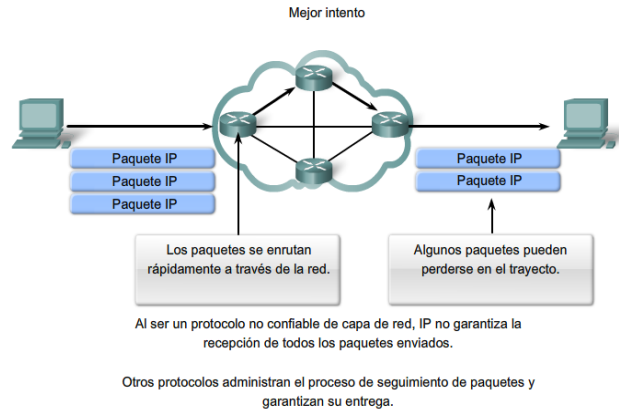 Mejor intento
Paquete IP
Paquete IP
Paquete IP
Paquete IP
Paquete IP
Los paquetes se enrutan
rápidamente a través de la red.
Algunos paquetes pueden
perderse en el trayecto.
Al ser un protocolo no confiable de capa de red, IP no garantiza la
recepción de todos los paquetes enviados.
Otros protocolos administran el proceso de seguimiento de paquetes y
garantizan su entrega.